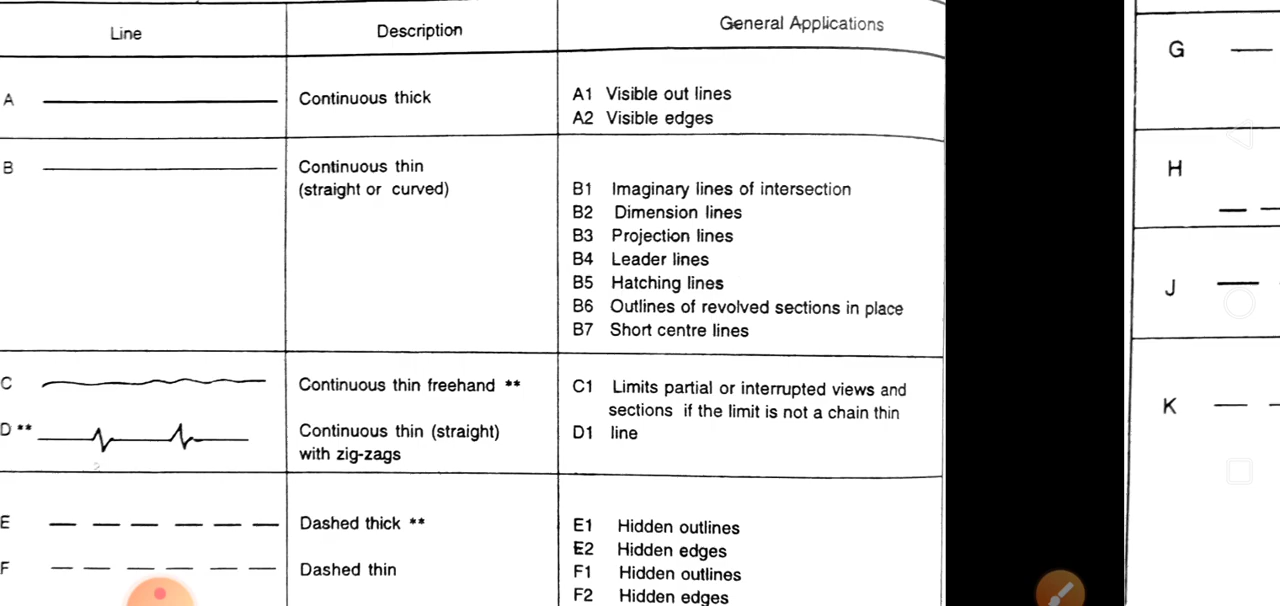 Line Description General Applications
A Continuous thick A1 Visible out lines
A2 Visible edges
B Continuous thin
(straight or curved)
B1 Imaginary lines of intersection
B2 Dimension lines
B3 Projection lines
B4 Leader lines
B5 Hatching lines
B6 Outlines of revolved sections in place
B7 Short centre lines
C Continuous thin freehand ** C1 Limits partial or interrupted views and
sections if the limit is not a chain thin
D ** Continuous thin (straight) D1 line
with zig-zags
E Dashed thick ** E1 Hidden outlines
E2 Hidden edges
F Dashed thin F1 Hidden outlines
F2 Hidden edges
G
H
J
K